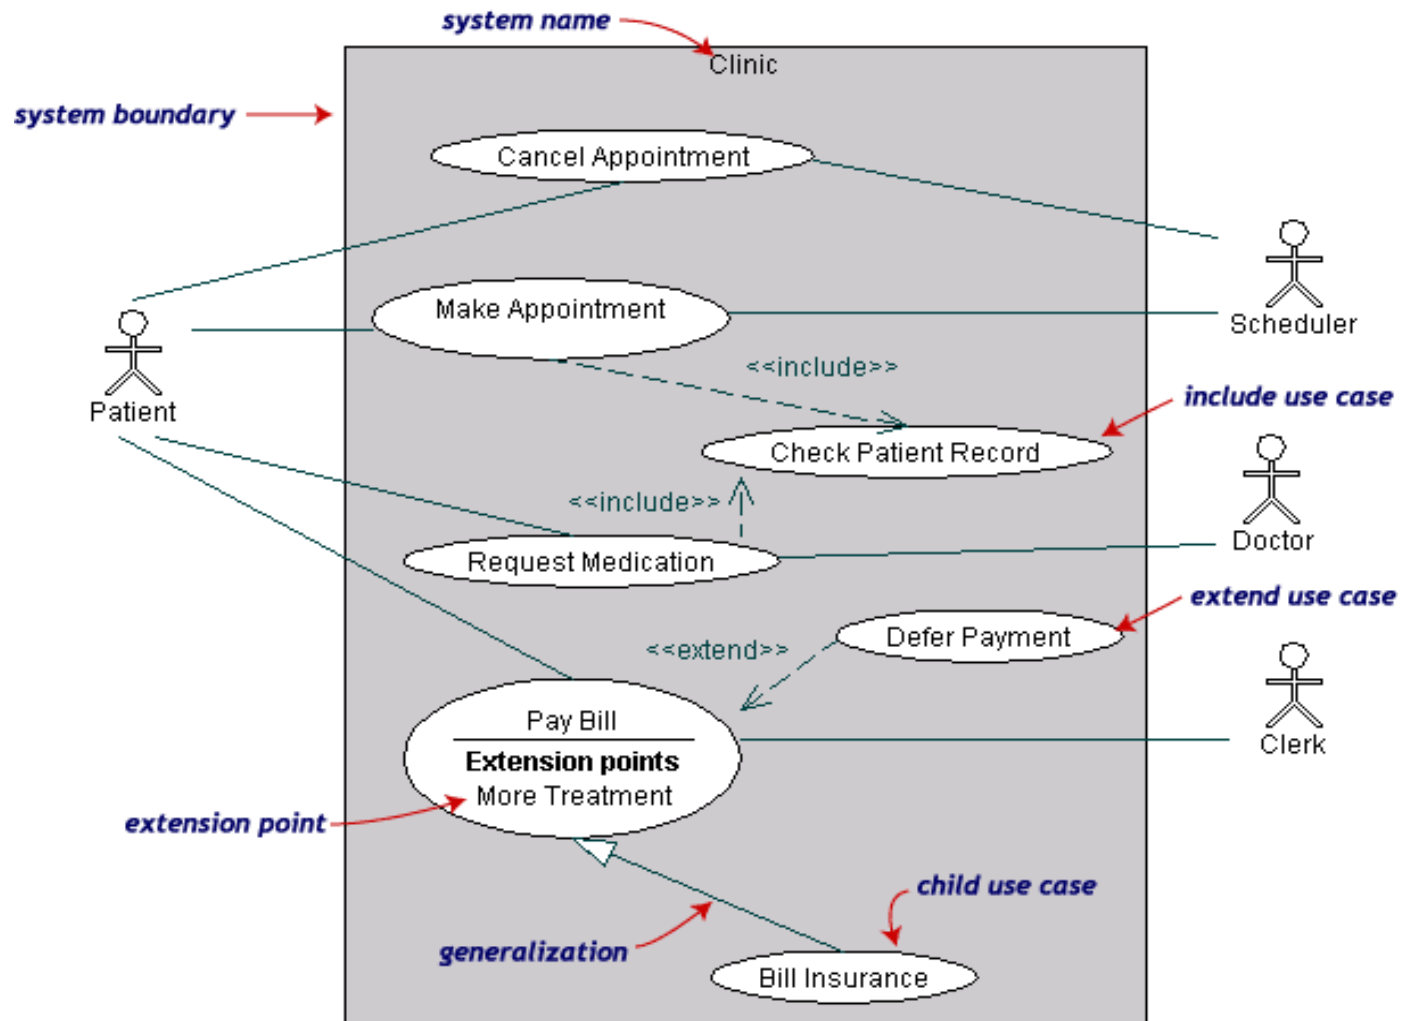 system name
Clinic
system boundary
Cancel Appointment
Make Appointment
Scheduler
<<include>>
Patient
include use case
Check Patient Record
<<include>>
Doctor
Request Medication
extend use case
Defer Payment
<<extend>>
Pay Bill
Clerk
Extension points
More Treatment
extension point
child use case
generalization
Bill Insurance